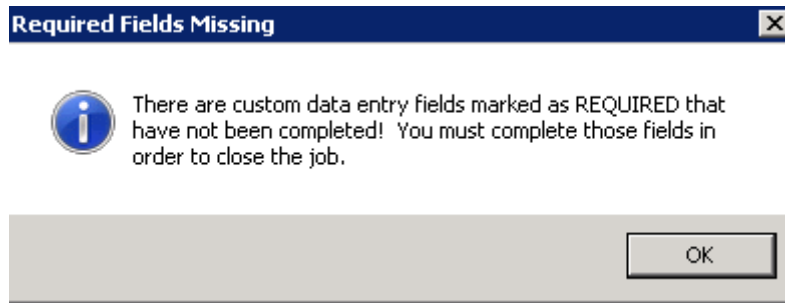 Required Fields Missing
There are custom data entry fields marked as REQUIRED that
have not been completed!  You must complete those fields in
order to close the job.
OK